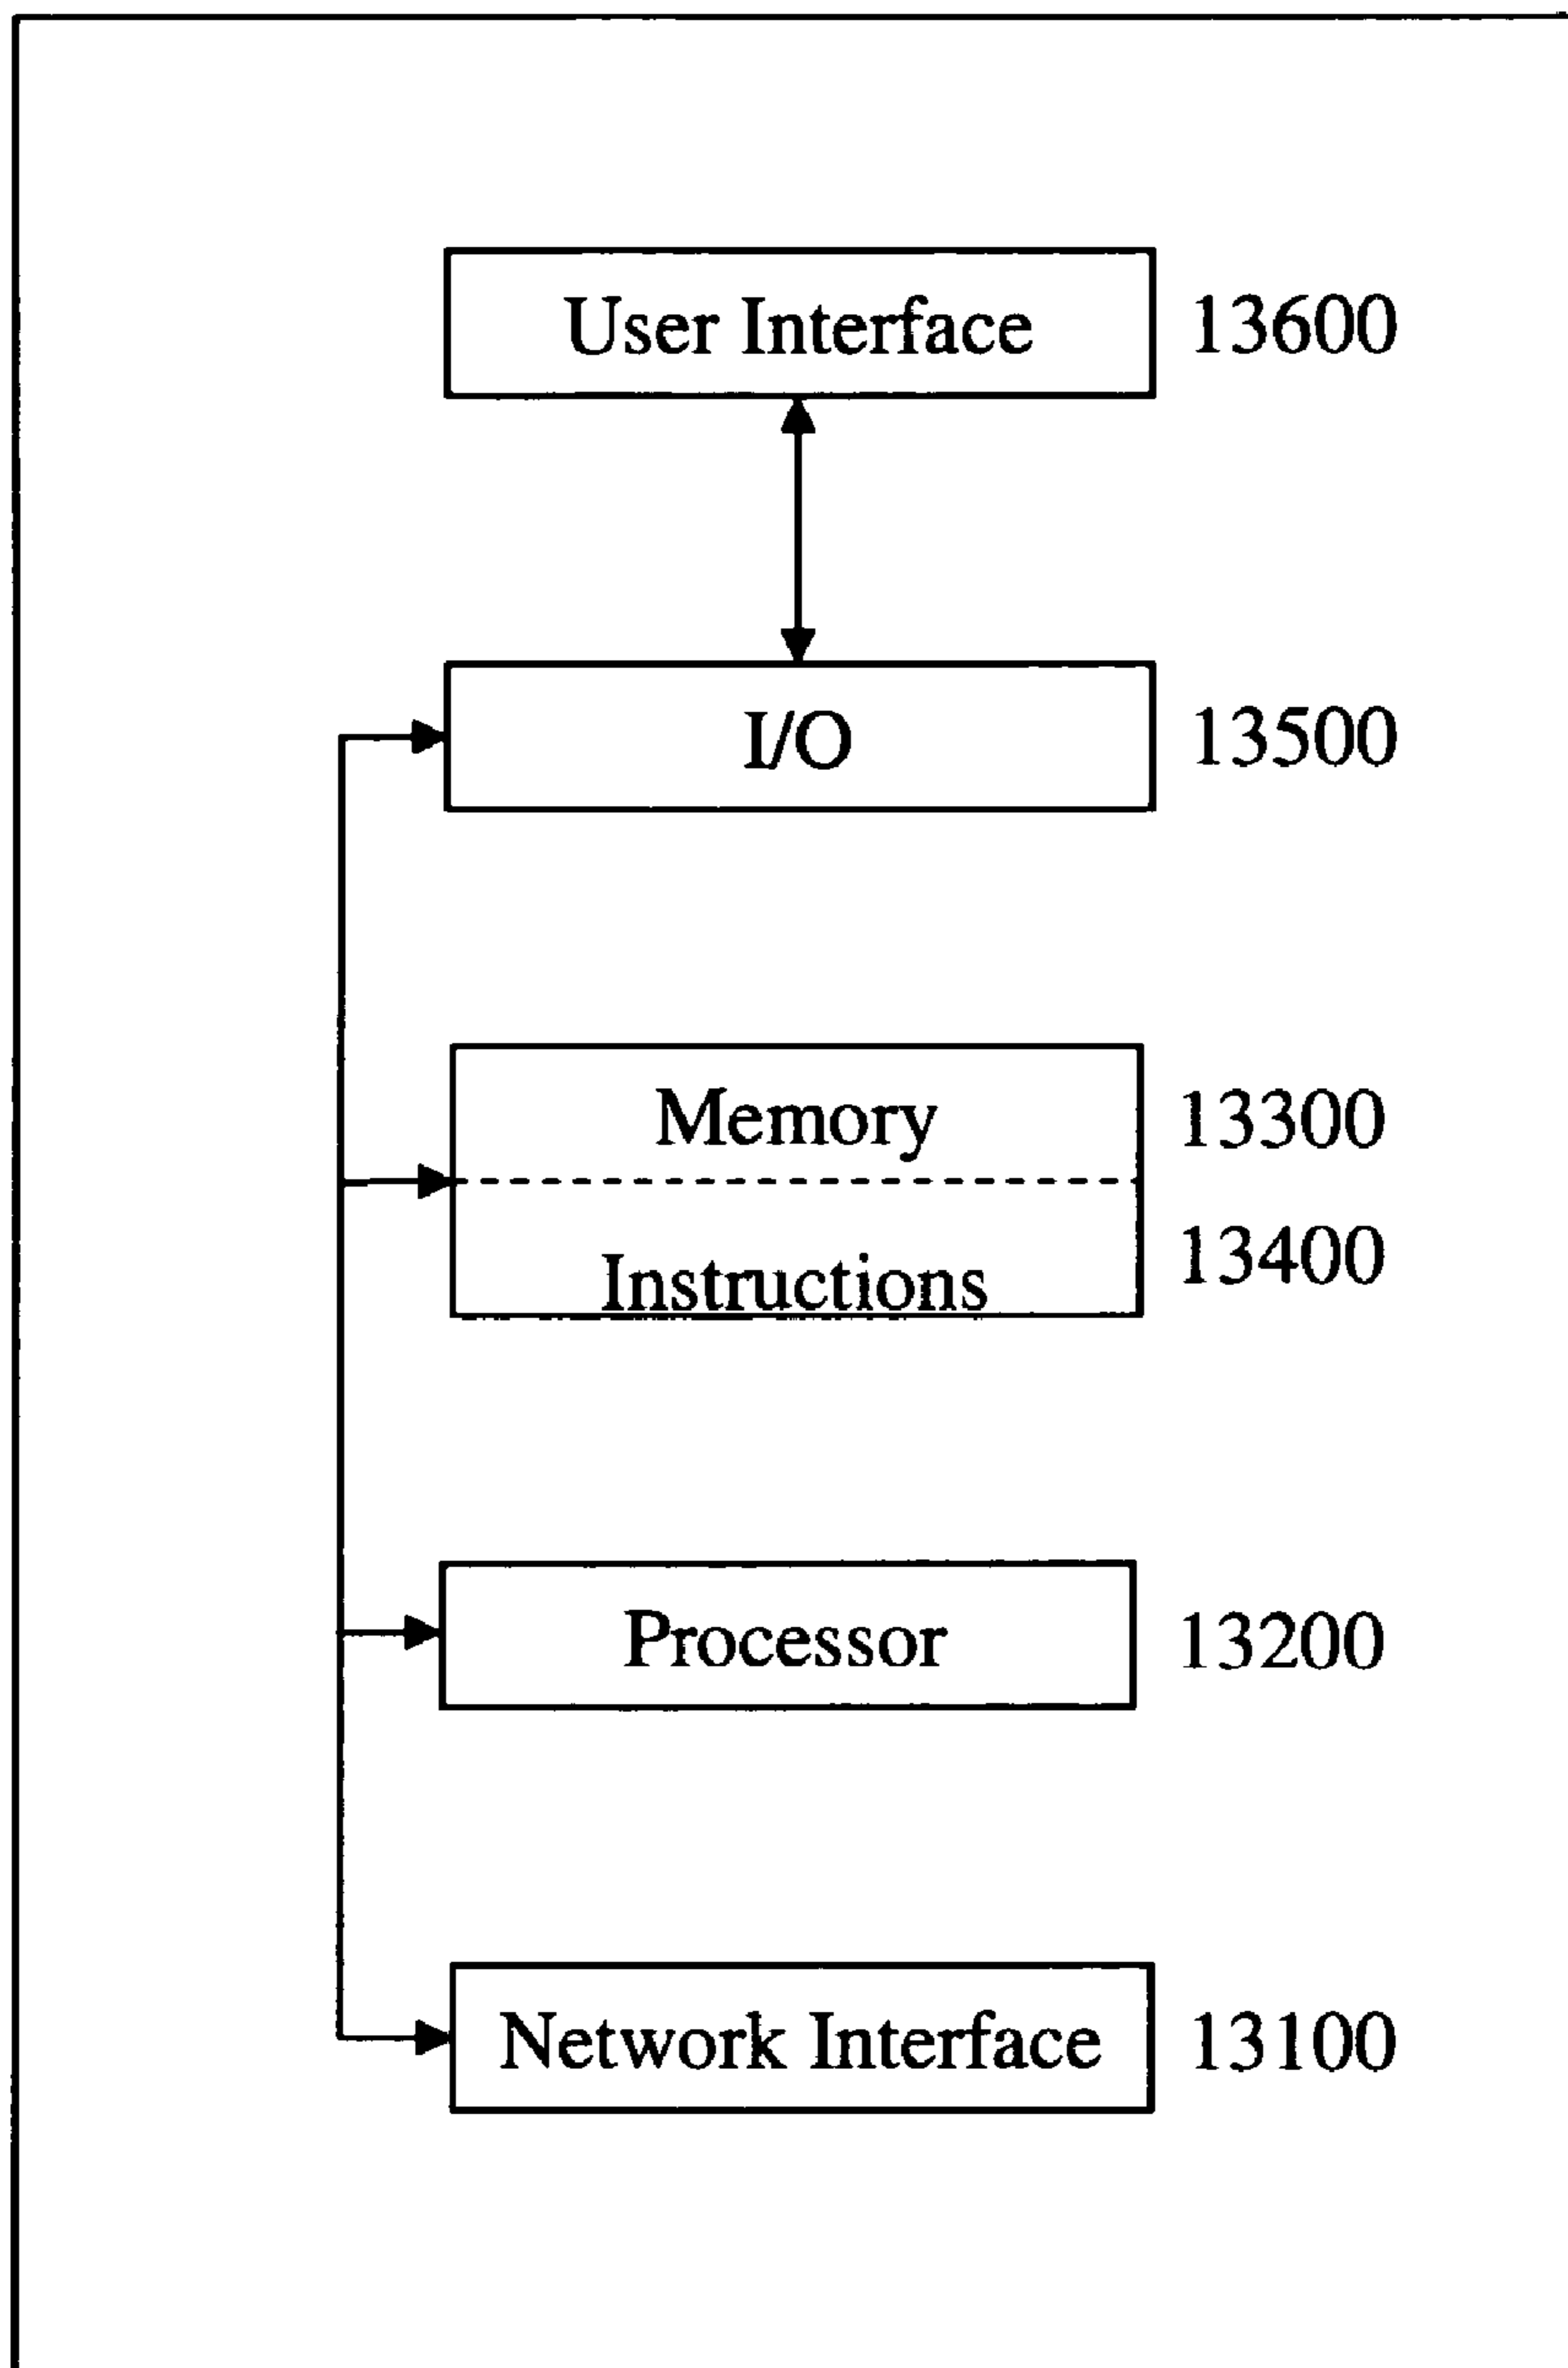 User Interface 13600
I/O 13500
Memory 13300
Instructions 13400
Processor 13200
Network Interface 13100